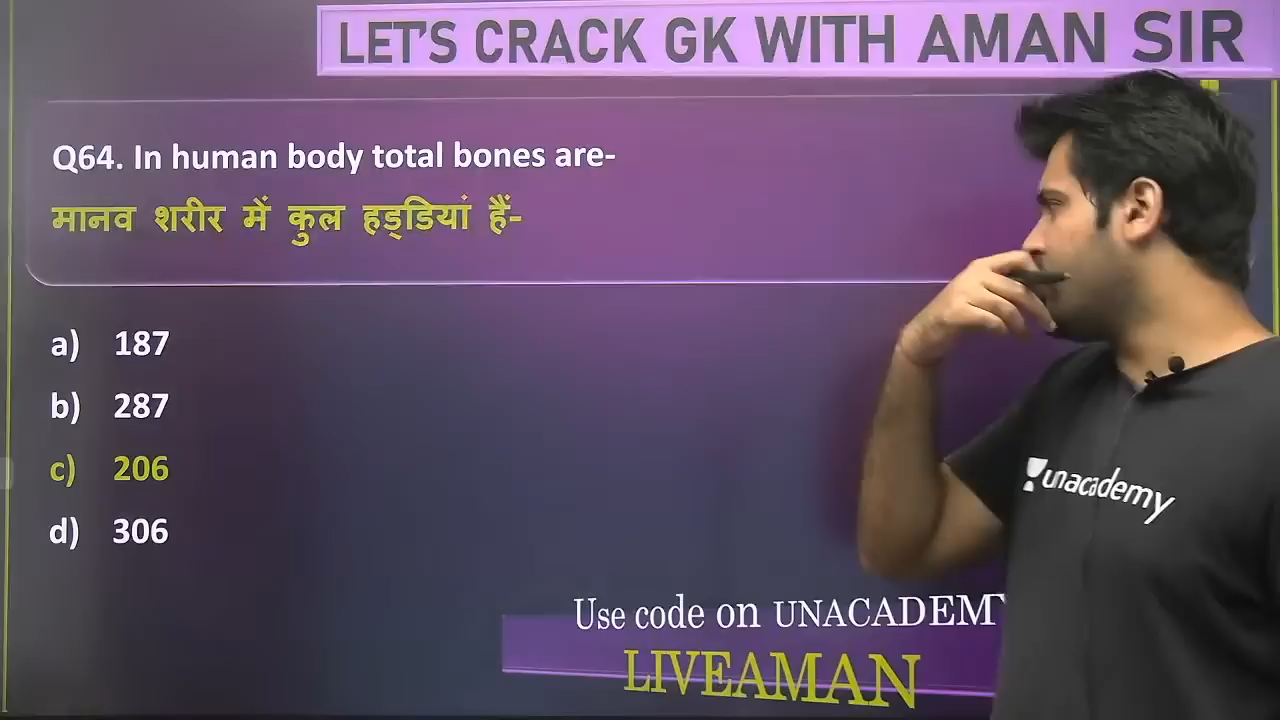 LET'S CRACK GK WITH AMAN SIR
Q64. In human body total bones are-
मानव शरीर में कुल हड्डियां हैं-
a) 187
b) 287
c) 206
d) 306
unacademy
Use code on UNACADEMY
LIVEAMAN